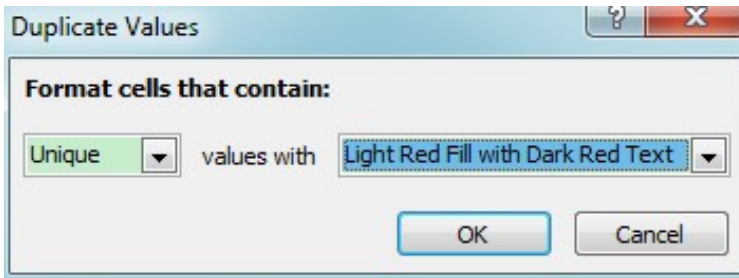 Duplicate Values
Format cells that contain:
Unique values with Light Red Fill with Dark Red Text
OK Cancel